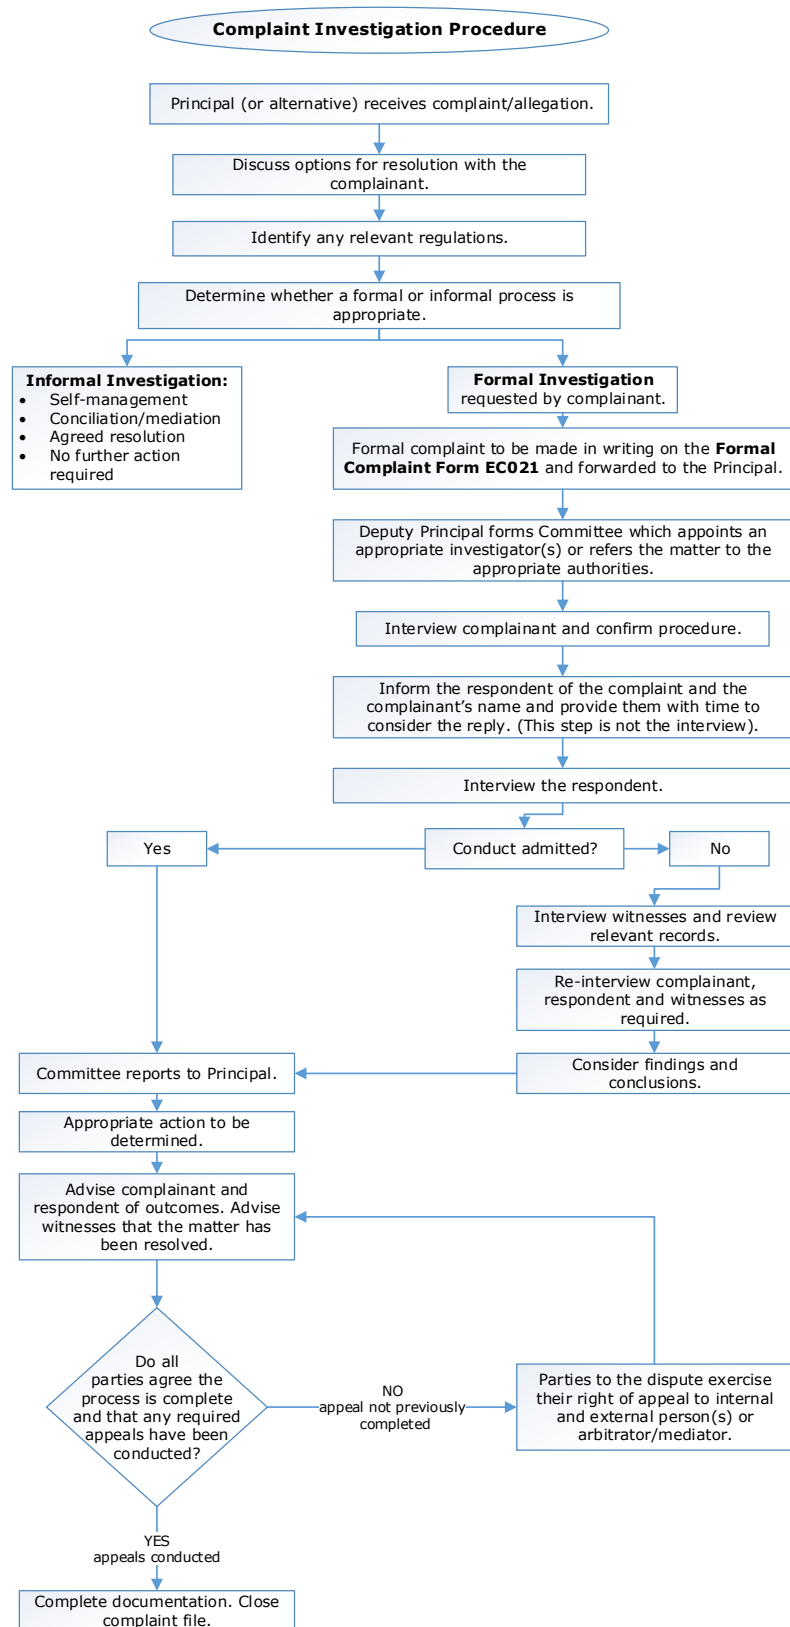 Complaint Investigation Procedure
Principal (or alternative) receives complaint/allegation.
Discuss options for resolution with the
complainant.
Identify any relevant regulations.
Determine whether a formal or informal process is
appropriate.
Informal Investigation:
• Self-management
• Conciliation/mediation
• Agreed resolution
• No further action
required
Formal Investigation
requested by complainant.
Formal complaint to be made in writing on the Formal
Complaint Form EC021 and forwarded to the Principal.
Deputy Principal forms Committee which appoints an
appropriate investigator(s) or refers the matter to the
appropriate authorities.
Interview complainant and confirm procedure.
Inform the respondent of the complaint and the
complainant’s name and provide them with time to
consider the reply. (This step is not the interview).
Interview the respondent.
Yes
Conduct admitted?
No
Interview witnesses and review
relevant records.
Re-interview complainant,
respondent and witnesses as
required.
Consider findings and
conclusions.
Committee reports to Principal.
Appropriate action to be
determined.
Advise complainant and
respondent of outcomes. Advise
witnesses that the matter has
been resolved.
Do all
parties agree the
process is complete
and that any required
appeals have been
conducted?
NO
appeal not previously
completed
Parties to the dispute exercise
their right of appeal to internal
and external person(s) or
arbitrator/mediator.
YES
appeals conducted
Complete documentation. Close
complaint file.